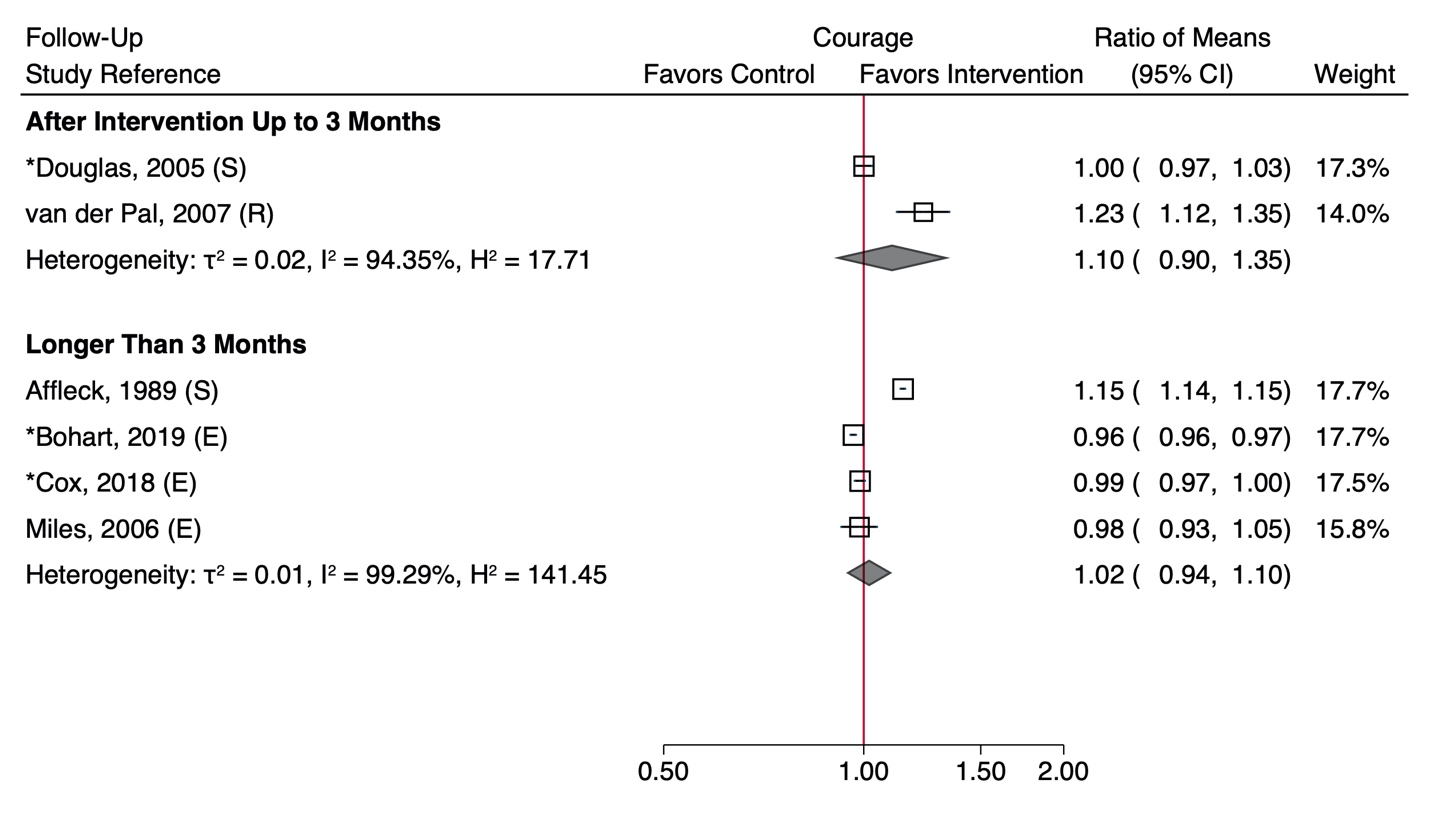 Follow-Up Courage Ratio of Means
Study Reference Favors Control Favors Intervention (95% CI) Weight
After Intervention Up to 3 Months
*Douglas, 2005 (S) 1.00 ( 0.97, 1.03) 17.3%
van der Pal, 2007 (R) 1.23 ( 1.12, 1.35) 14.0%
Heterogeneity: τ² = 0.02, I² = 94.35%, H² = 17.71 1.10 ( 0.90, 1.35)
Longer Than 3 Months
Affleck, 1989 (S) 1.15 ( 1.14, 1.15) 17.7%
*Bohart, 2019 (E) 0.96 ( 0.96, 0.97) 17.7%
*Cox, 2018 (E) 0.99 ( 0.97, 1.00) 17.5%
Miles, 2006 (E) 0.98 ( 0.93, 1.05) 15.8%
Heterogeneity: τ² = 0.01, I² = 99.29%, H² = 141.45 1.02 ( 0.94, 1.10)
0.50 1.00 1.50 2.00